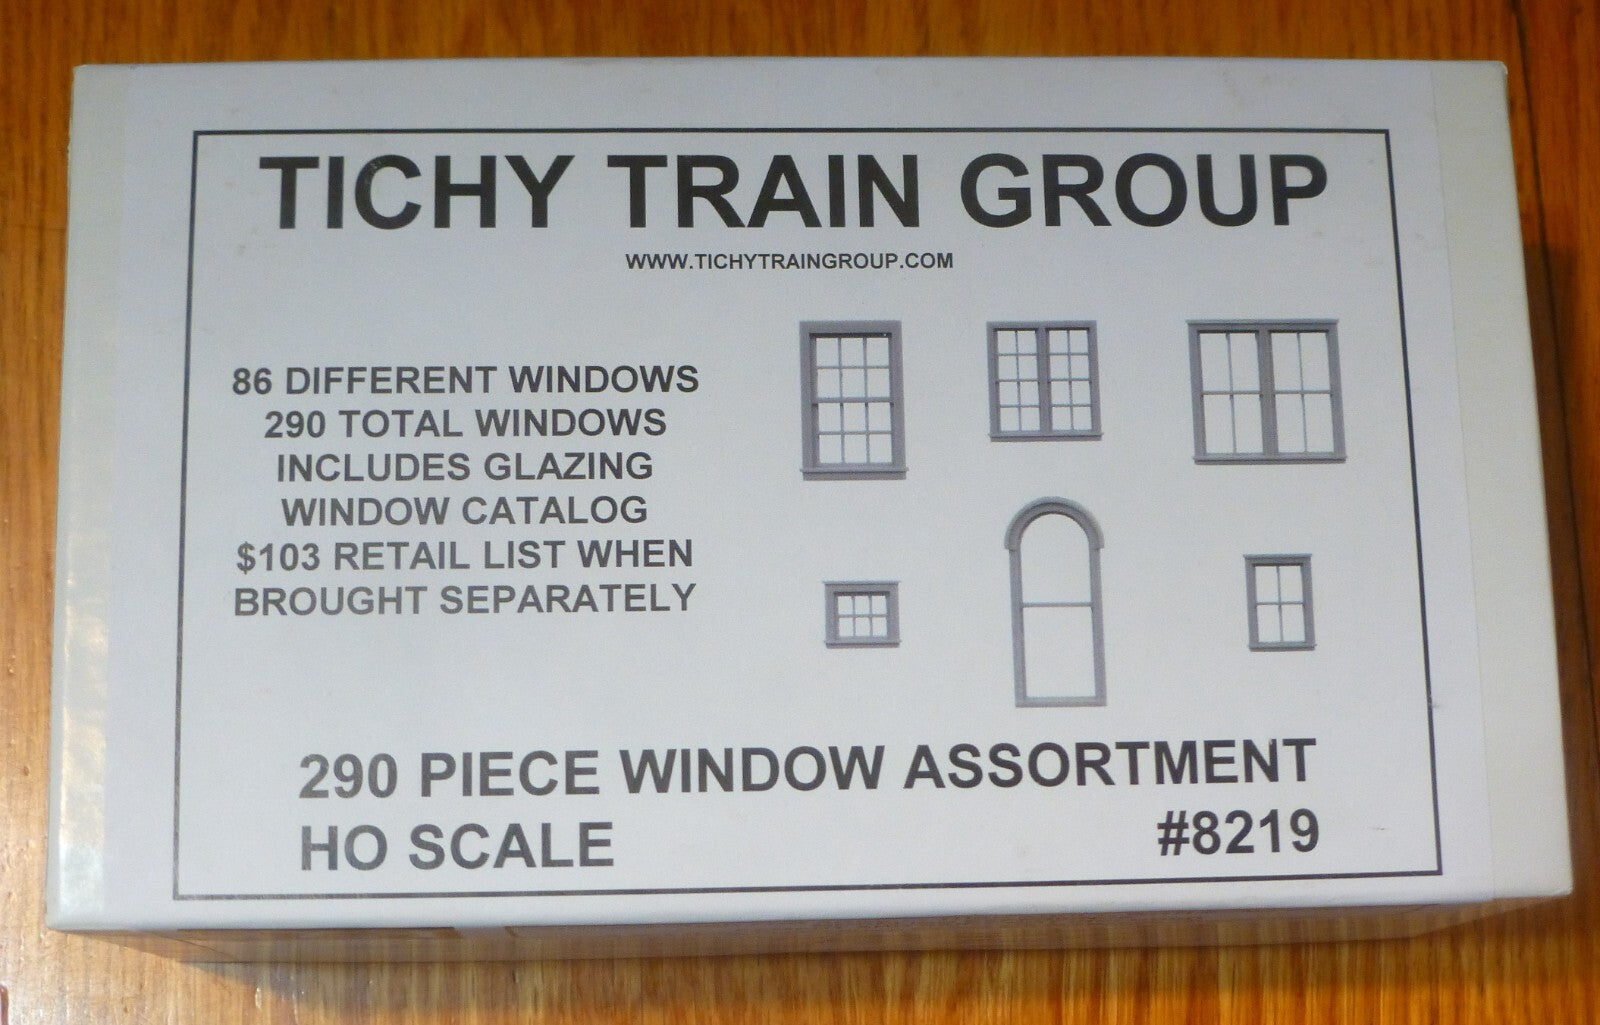 TICHY TRAIN GROUP
WWW.TICHYTRAINGROUP.COM
86 DIFFERENT WINDOWS
290 TOTAL WINDOWS
INCLUDES GLAZING
WINDOW CATALOG
$103 RETAIL LIST WHEN
BROUGHT SEPARATELY
290 PIECE WINDOW ASSORTMENT
HO SCALE #8219